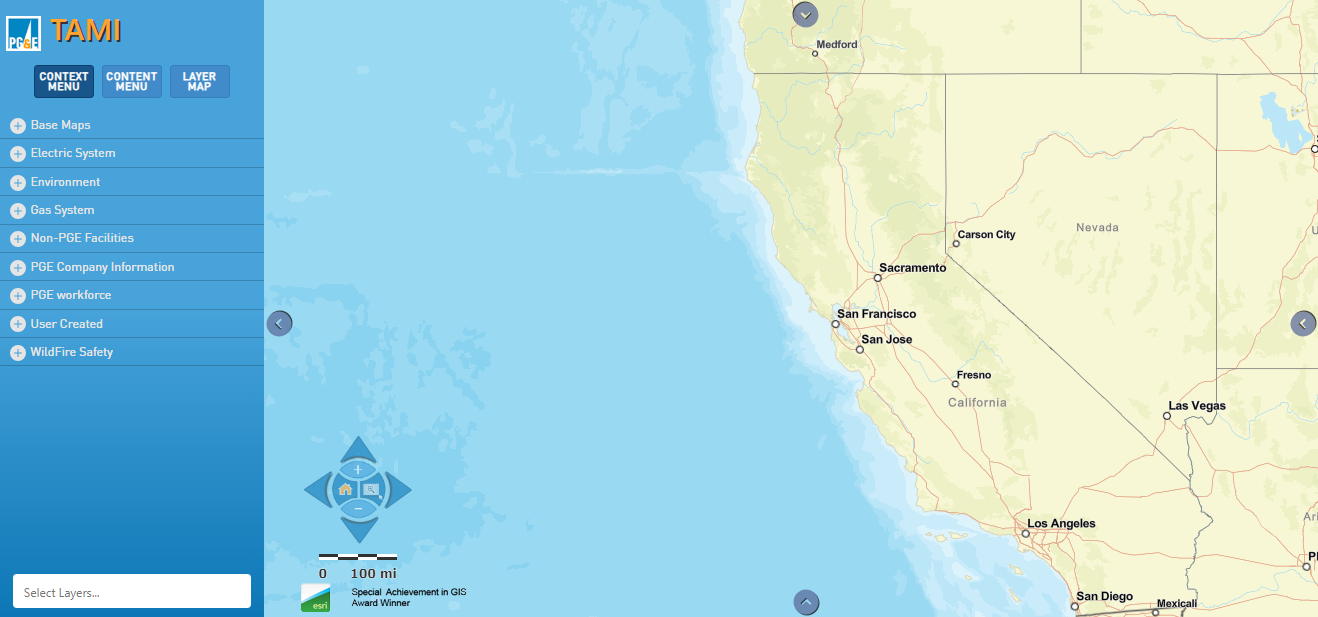 PG&E TAMI
CONTEXT MENU
CONTENT MENU
LAYER MAP
Base Maps
Electric System
Environment
Gas System
Non-PGE Facilities
PGE Company Information
PGE workforce
User Created
WildFire Safety
Select Layers...
Medford
Carson City
Nevada
Sacramento
San Francisco
San Jose
Fresno
California
Las Vegas
Los Angeles
San Diego
Mexicali
0 100 mi
esri
Special Achievement in GIS
Award Winner